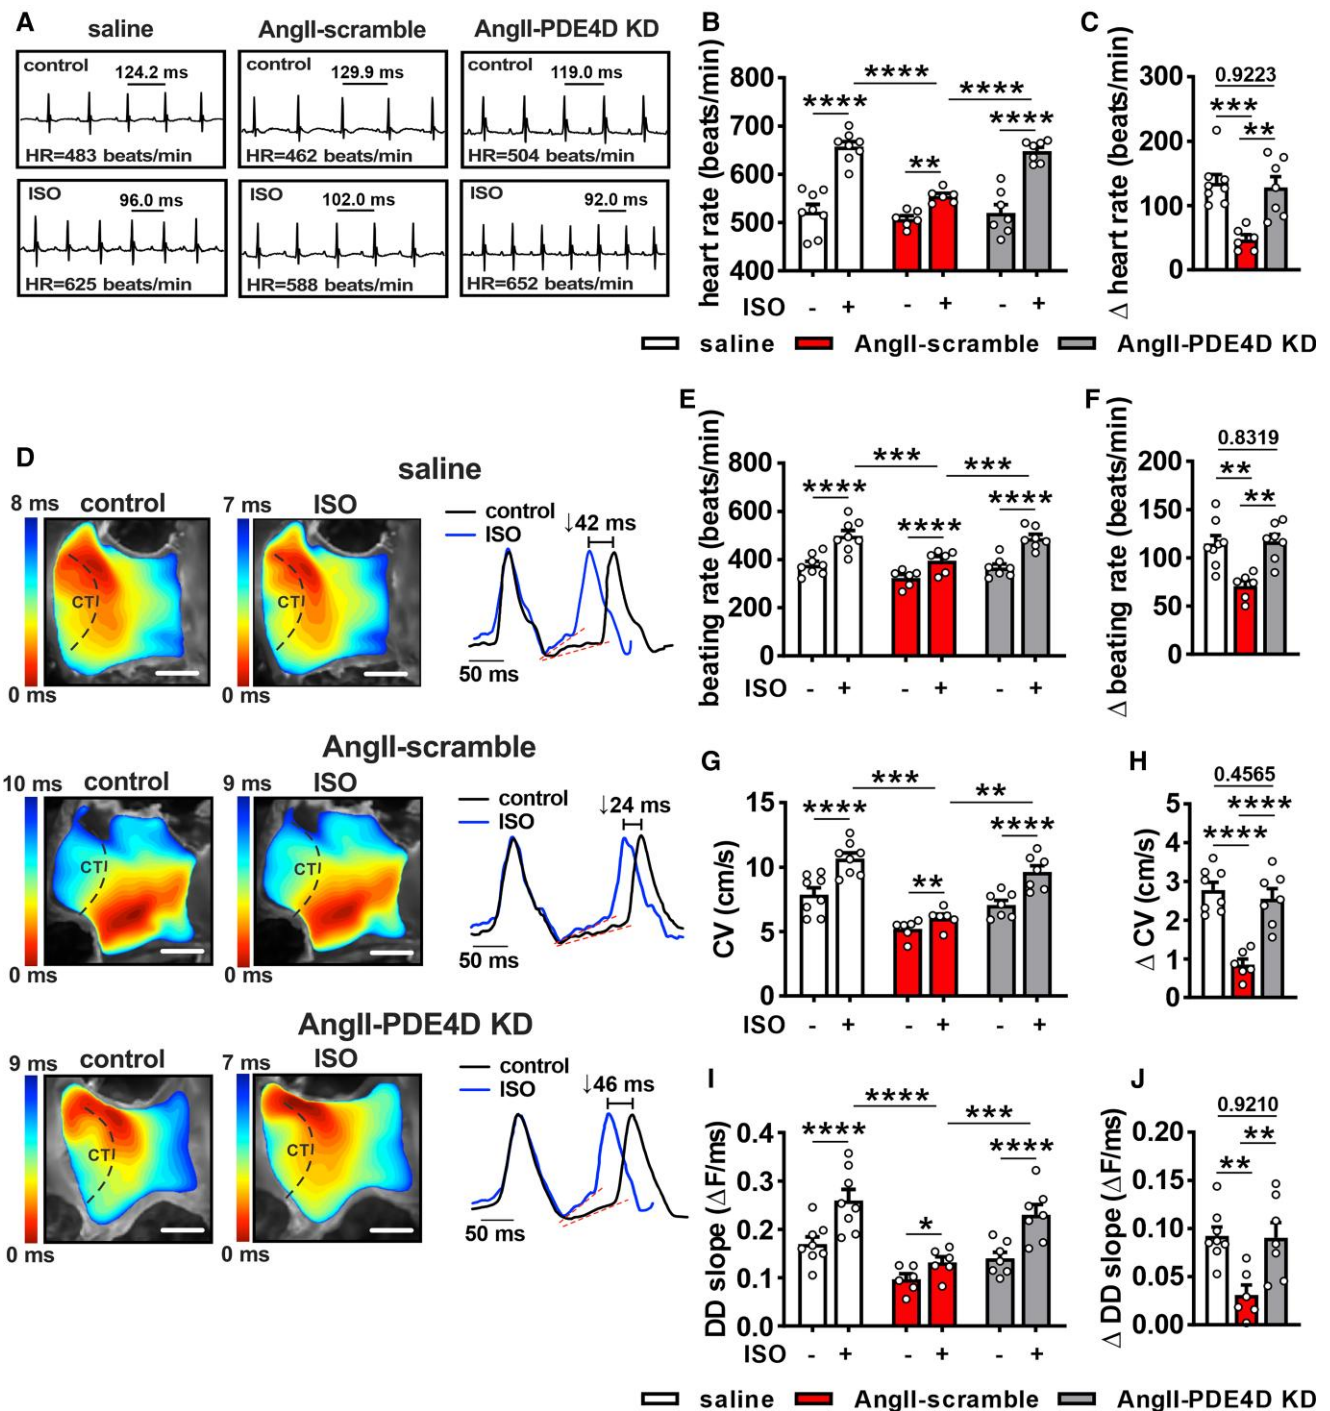 A
saline
AngII-scramble
AngII-PDE4D KD
control
124.2 ms
HR=483 beats/min
control
129.9 ms
HR=462 beats/min
control
119.0 ms
HR=504 beats/min
ISO
96.0 ms
HR=625 beats/min
ISO
102.0 ms
HR=588 beats/min
ISO
92.0 ms
HR=652 beats/min
B
heart rate (beats/min)
800
700
600
500
400
****
****
**
****
****
ISO - + - + - +
C
Δ heart rate (beats/min)
300
200
100
0
0.9223
***
**
saline AngII-scramble AngII-PDE4D KD
D
saline
8 ms
control
CT
0 ms
7 ms
ISO
CT
0 ms
control
ISO
↓42 ms
50 ms
AngII-scramble
10 ms
control
CT
0 ms
9 ms
ISO
CT
0 ms
control
ISO
↓24 ms
50 ms
AngII-PDE4D KD
9 ms
control
CT
0 ms
7 ms
ISO
CT
0 ms
control
ISO
↓46 ms
50 ms
E
beating rate (beats/min)
800
600
400
200
0
****
***
****
***
****
ISO - + - + - +
F
Δ beating rate (beats/min)
200
150
100
50
0
0.8319
**
**
G
CV (cm/s)
15
10
5
0
****
***
**
**
****
ISO - + - + - +
H
Δ CV (cm/s)
5
4
3
2
1
0
0.4565
****
****
I
DD slope (ΔF/ms)
0.4
0.3
0.2
0.1
0
****
****
*
***
****
ISO - + - + - +
J
Δ DD slope (ΔF/ms)
0.20
0.15
0.10
0.05
0.00
0.9210
**
**
saline AngII-scramble AngII-PDE4D KD